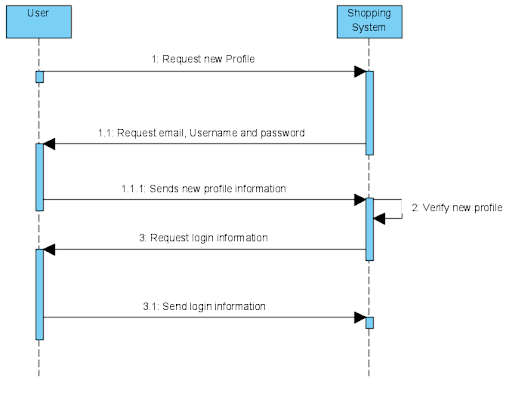 User
Shopping
System
1: Request new Profile
1.1: Request email, Username and password
1.1.1: Sends new profile information
2: Verify new profile
3: Request login information
3.1: Send login information